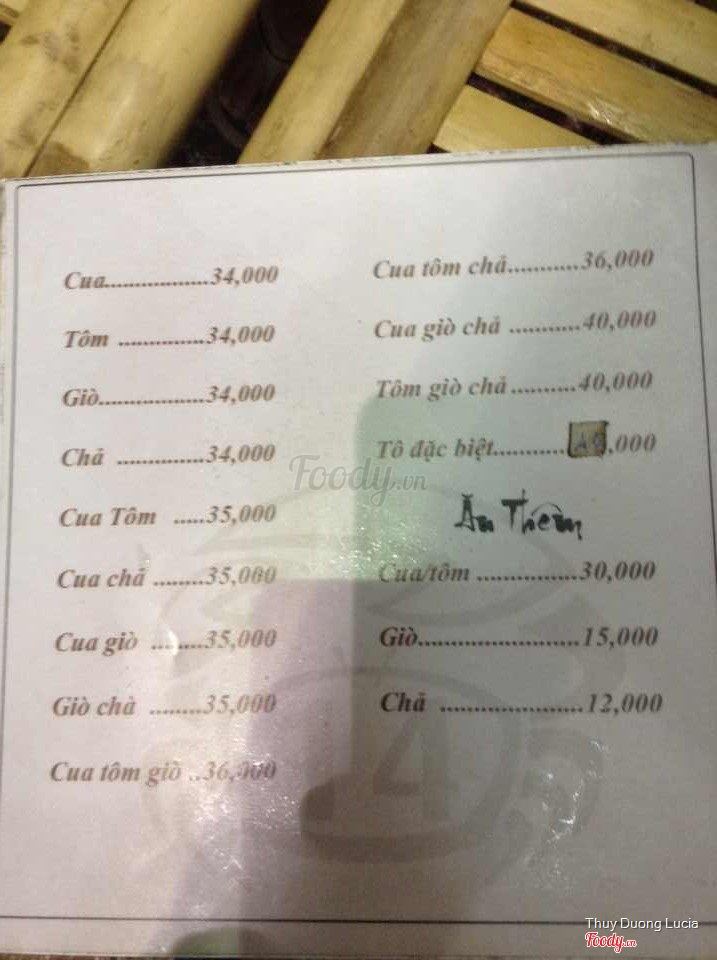 Cua..................34,000
Tôm ...............34,000
Giò..................34,000
Chả ...............34,000
Cua Tôm .....35,000
Cua chả .........35,000
Cua giò .........35,000
Giò chả .........35,000
Cua tôm giò ..36,000
Cua tôm chả...........36,000
Cua giò chả ...........40,000
Tôm giò chả ..........40,000
Tô đặc biệt............,000
Ăn Thêm
Cua/tôm ................30,000
Giò.........................15,000
Chả ......................12,000
14
Foody.vn
Thuy Duong Lucia
Foody.vn